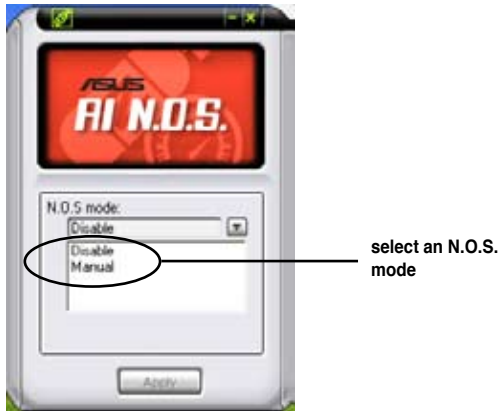 ASUS
AI N.O.S.
N.O.S mode:
Disable
Disable
Manual
select an N.O.S.
mode
Apply